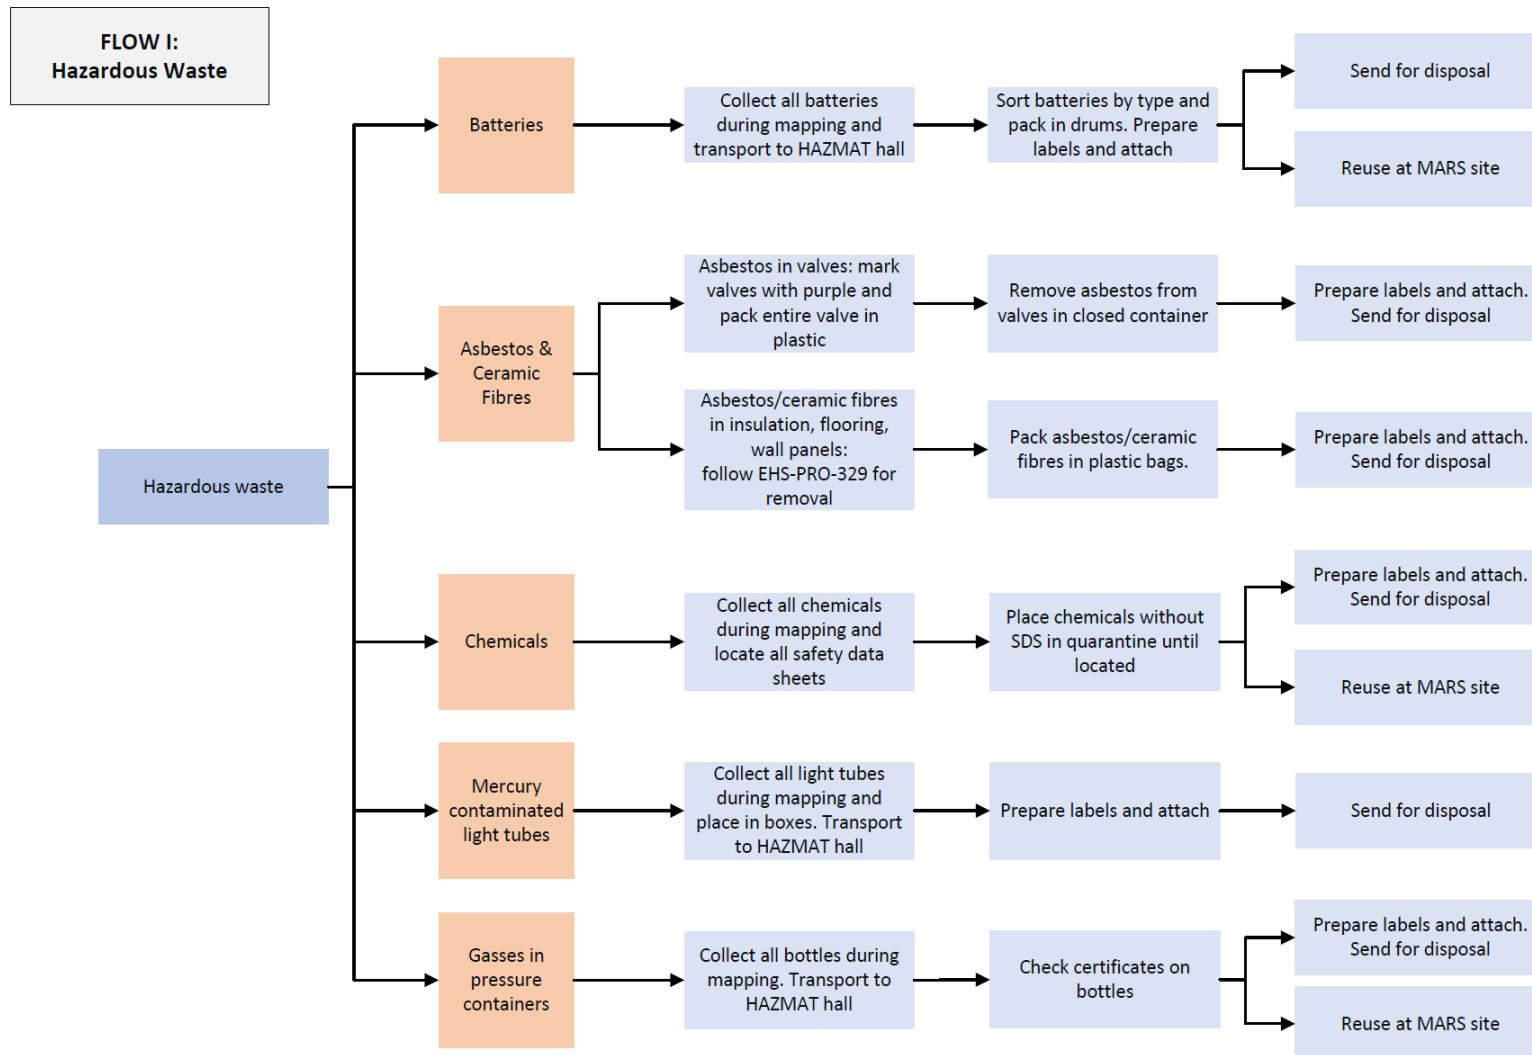 FLOW I:
Hazardous Waste
Hazardous waste
Batteries
Collect all batteries
during mapping and
transport to HAZMAT hall
Sort batteries by type and
pack in drums. Prepare
labels and attach
Send for disposal
Reuse at MARS site
Asbestos &
Ceramic
Fibres
Asbestos in valves: mark
valves with purple and
pack entire valve in
plastic
Remove asbestos from
valves in closed container
Prepare labels and attach.
Send for disposal
Asbestos/ceramic fibres
in insulation, flooring,
wall panels:
follow EHS-PRO-329 for
removal
Pack asbestos/ceramic
fibres in plastic bags.
Prepare labels and attach.
Send for disposal
Chemicals
Collect all chemicals
during mapping and
locate all safety data
sheets
Place chemicals without
SDS in quarantine until
located
Prepare labels and attach.
Send for disposal
Reuse at MARS site
Mercury
contaminated
light tubes
Collect all light tubes
during mapping and
place in boxes. Transport
to HAZMAT hall
Prepare labels and attach
Send for disposal
Gasses in
pressure
containers
Collect all bottles during
mapping. Transport to
HAZMAT hall
Check certificates on
bottles
Prepare labels and attach.
Send for disposal
Reuse at MARS site